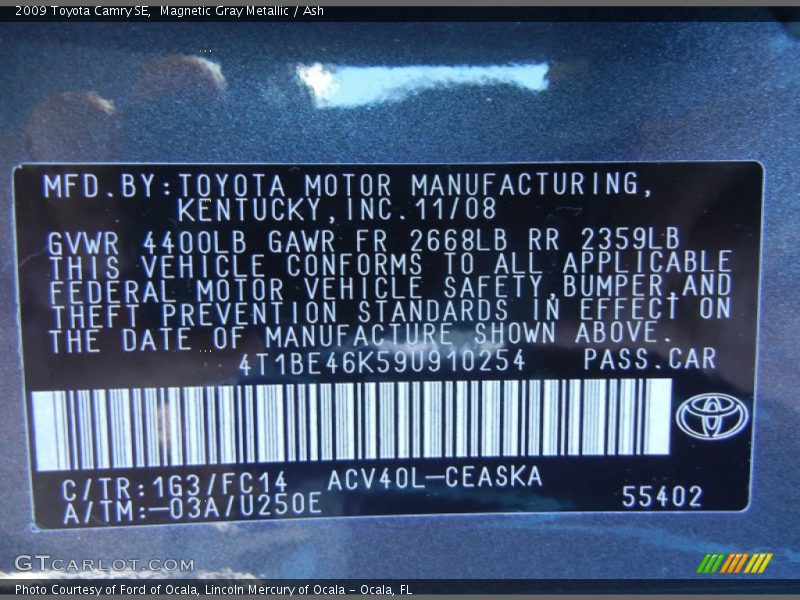 2009 Toyota Camry SE, Magnetic Gray Metallic / Ash
MFD.BY:TOYOTA MOTOR MANUFACTURING,
KENTUCKY,INC.11/08
GVWR 4400LB GAWR FR 2668LB RR 2359LB
THIS VEHICLE CONFORMS TO ALL APPLICABLE
FEDERAL MOTOR VEHICLE SAFETY,BUMPER,AND
THEFT PREVENTION STANDARDS IN EFFECT ON
THE DATE OF MANUFACTURE SHOWN ABOVE.
4T1BE46K59U910254 PASS.CAR
C/TR:1G3/FC14 ACV40L-CEASKA
A/TM:-03A/U250E 55402
GTCARLOT.COM
Photo Courtesy of Ford of Ocala, Lincoln Mercury of Ocala - Ocala, FL